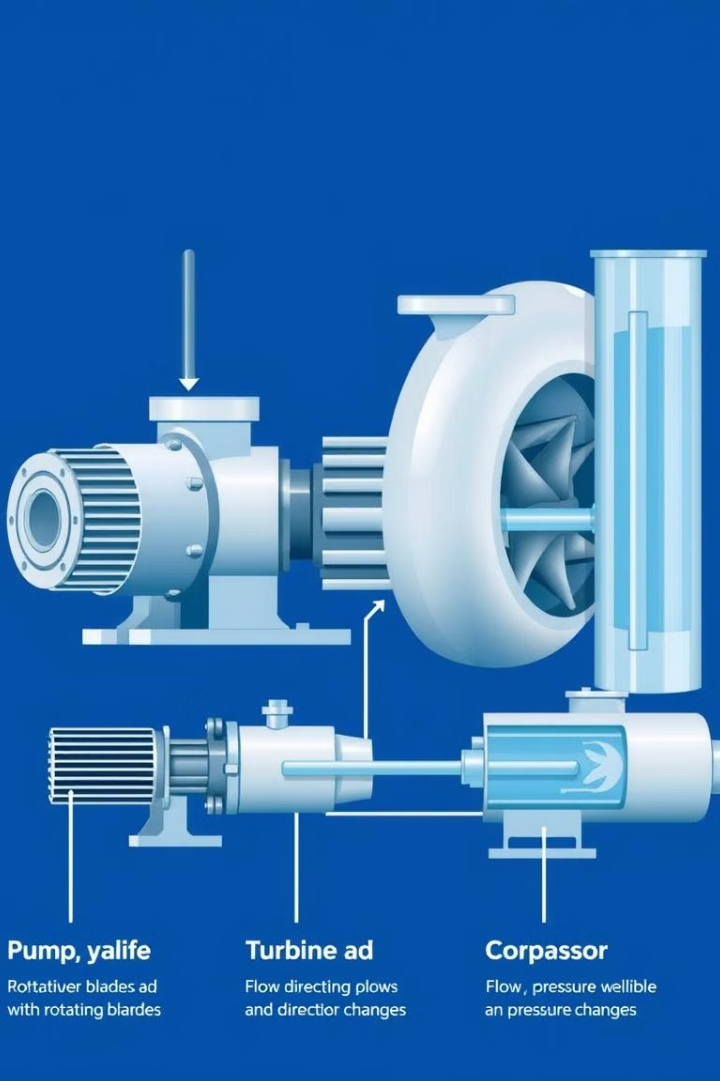 Pump, yalife
Rottativer blades ad
with rotating blardes
Turbine ad
Flow directing plows
and direction changes
Corpassor
Flow, pressure wellible
an pressure changes